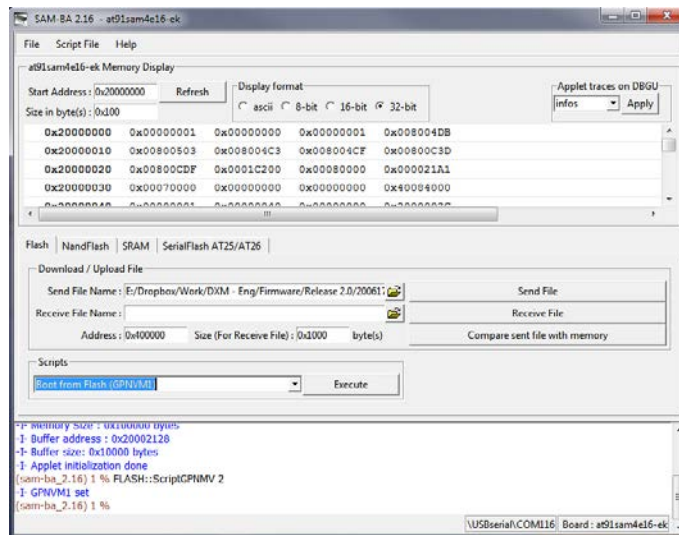 SAM-BA 2.16 - at91sam4e16-ek
File Script File Help
at91sam4e16-ek Memory Display
Start Address : 0x20000000 Refresh
Size in byte(s) : 0x100
Display format
ascii 8-bit 16-bit 32-bit
Applet traces on DBGU
infos Apply
0x20000000 0x00000001 0x00000000 0x00000001 0x008004DB
0x20000010 0x00800503 0x008004C3 0x008004CF 0x00800C3D
0x20000020 0x00800CDF 0x0001C200 0x00080000 0x000021A1
0x20000030 0x00070000 0x00000000 0x00000000 0x40084000
Flash NandFlash SRAM SerialFlash AT25/AT26
Download / Upload File
Send File Name : E:/Dropbox/Work/DXM - Eng/Firmware/Release 2.0/20061 Send File
Receive File Name : Receive File
Address : 0x400000 Size (For Receive File) : 0x1000 byte(s) Compare sent file with memory
Scripts
Boot from Flash (GPNVM1) Execute
-I- Memory Size : 0x100000 bytes
-I- Buffer address : 0x20002128
-I- Buffer size: 0x10000 bytes
-I- Applet initialization done
(sam-ba_2.16) 1 % FLASH::ScriptGPNMV 2
-I- GPNVM1 set
(sam-ba_2.16) 1 %
\USBserial\COM116 Board : at91sam4e16-ek